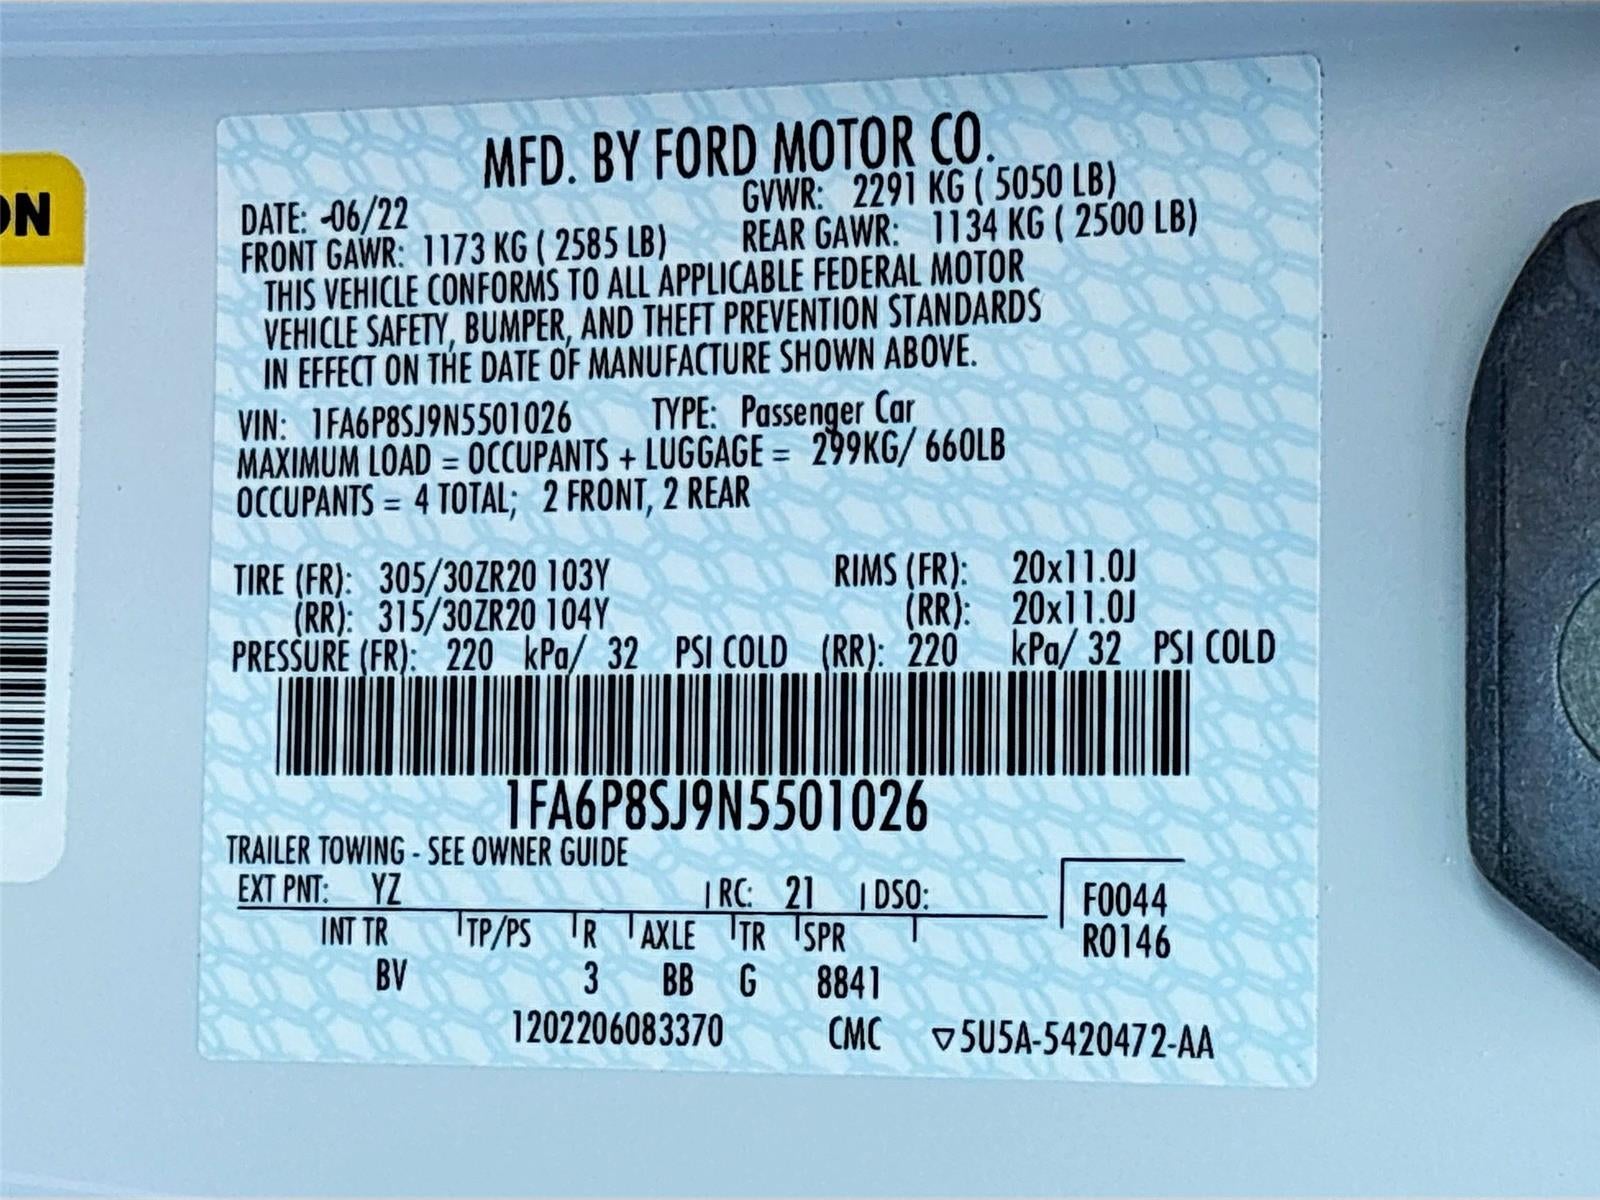 ON
MFD. BY FORD MOTOR CO.
DATE: -06/22 GVWR: 2291 KG ( 5050 LB)
FRONT GAWR: 1173 KG ( 2585 LB) REAR GAWR: 1134 KG ( 2500 LB)
THIS VEHICLE CONFORMS TO ALL APPLICABLE FEDERAL MOTOR
VEHICLE SAFETY, BUMPER, AND THEFT PREVENTION STANDARDS
IN EFFECT ON THE DATE OF MANUFACTURE SHOWN ABOVE.
VIN: 1FA6P8SJ9N5501026 TYPE: Passenger Car
MAXIMUM LOAD = OCCUPANTS + LUGGAGE = 299KG/ 660LB
OCCUPANTS = 4 TOTAL; 2 FRONT, 2 REAR
TIRE (FR): 305/30ZR20 103Y RIMS (FR): 20x11.0J
(RR): 315/30ZR20 104Y (RR): 20x11.0J
PRESSURE (FR): 220 kPa/ 32 PSI COLD (RR): 220 kPa/ 32 PSI COLD
1FA6P8SJ9N5501026
TRAILER TOWING - SEE OWNER GUIDE
EXT PNT: YZ RC: 21 DSO: F0044
INT TR TP/PS R AXLE TR SPR R0146
BV 3 BB G 8841
1202206083370 CMC ▽5U5A-5420472-AA